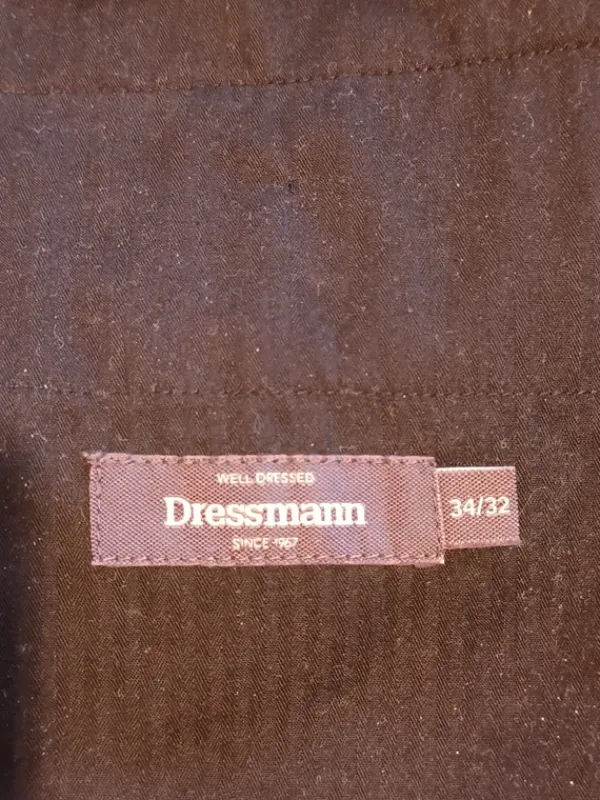 WELL DRESSED
Dressmann
34/32
SINCE 1967